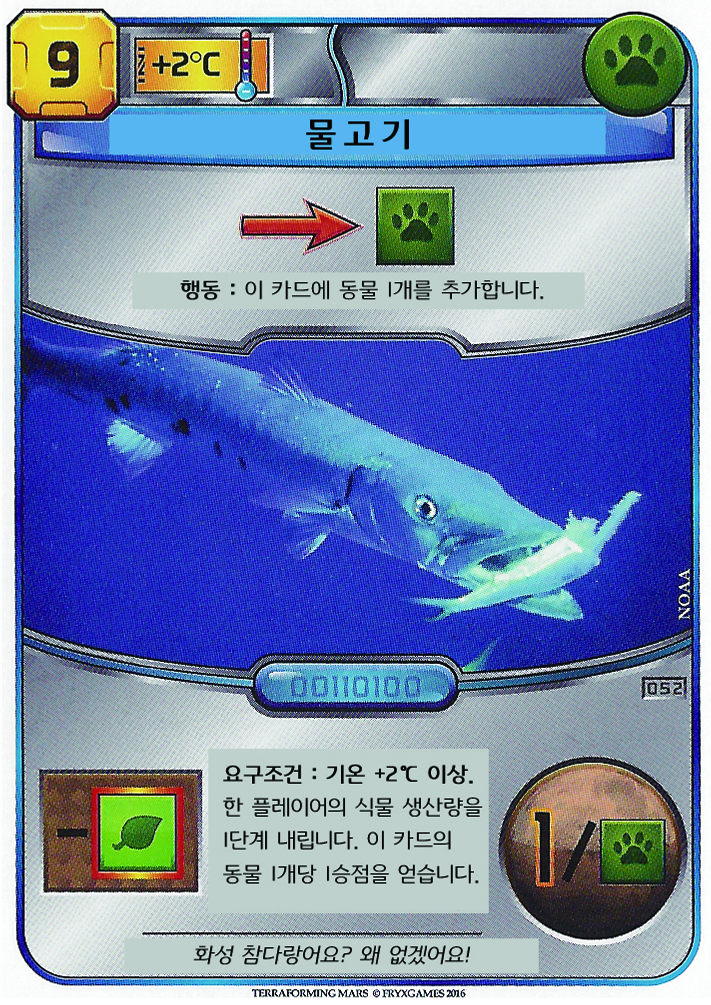 9
+2°C
물고기
행동 : 이 카드에 동물 1개를 추가합니다.
NOAA
00110100
052
요구조건 : 기온 +2℃ 이상.
한 플레이어의 식물 생산량을
1단계 내립니다. 이 카드의
동물 1개당 1승점을 얻습니다.
-
1/
화성 참다랑어요? 왜 없겠어요!
TERRAFORMING MARS © FRYXGAMES 2016